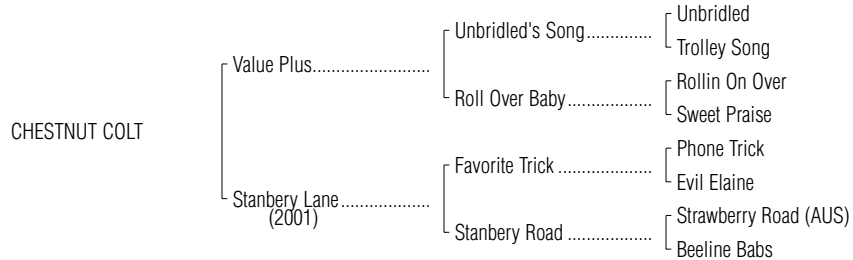 Unbridled
Unbridled's Song..............
Trolley Song
Value Plus.........................
Rollin On Over
Roll Over Baby..................
Sweet Praise
CHESTNUT COLT
Phone Trick
Favorite Trick ....................
Evil Elaine
Stanbery Lane...................
(2001)
Strawberry Road (AUS)
Stanbery Road ..................
Beeline Babs